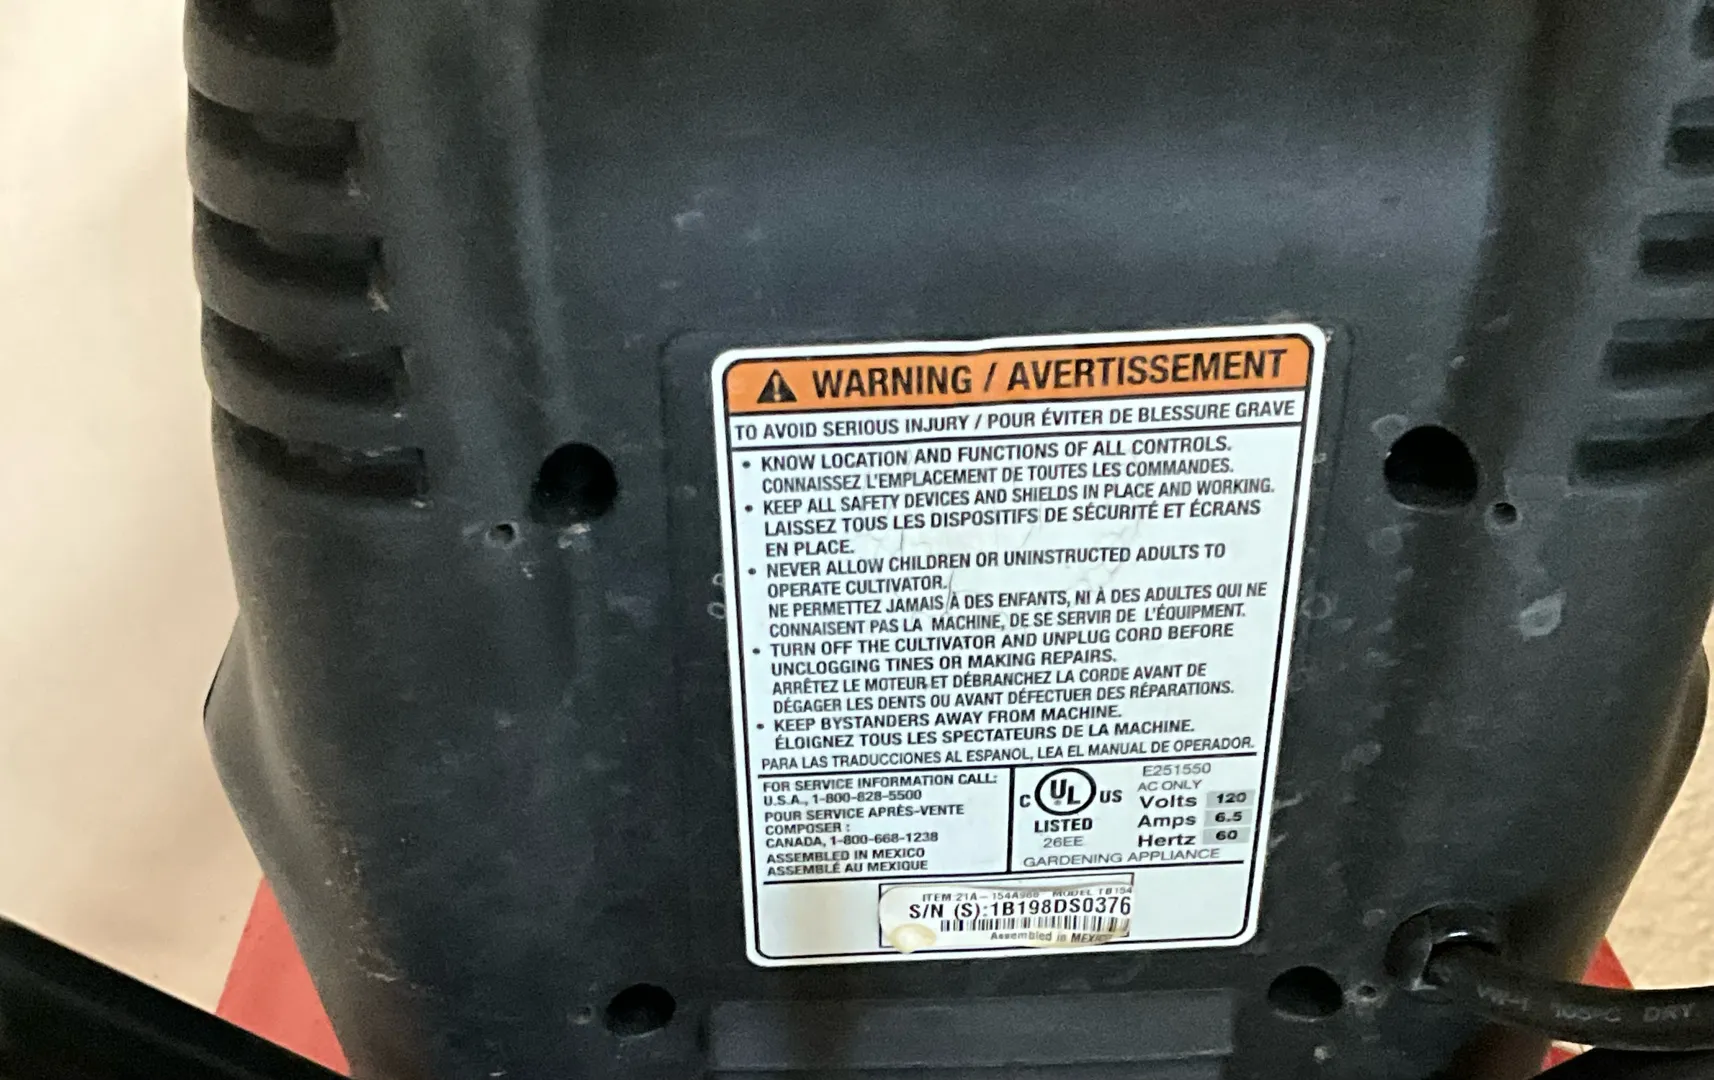 WARNING / AVERTISSEMENT
TO AVOID SERIOUS INJURY / POUR ÉVITER DE BLESSURE GRAVE
• KNOW LOCATION AND FUNCTIONS OF ALL CONTROLS.
CONNAISSEZ L'EMPLACEMENT DE TOUTES LES COMMANDES.
• KEEP ALL SAFETY DEVICES AND SHIELDS IN PLACE AND WORKING.
LAISSEZ TOUS LES DISPOSITIFS DE SÉCURITÉ ET ÉCRANS
EN PLACE.
• NEVER ALLOW CHILDREN OR UNINSTRUCTED ADULTS TO
OPERATE CULTIVATOR.
NE PERMETTEZ JAMAIS À DES ENFANTS, NI À DES ADULTES QUI NE
CONNAISENT PAS LA MACHINE, DE SE SERVIR DE L'ÉQUIPMENT.
• TURN OFF THE CULTIVATOR AND UNPLUG CORD BEFORE
UNCLOGGING TINES OR MAKING REPAIRS.
ARRÊTEZ LE MOTEUR ET DÉBRANCHEZ LA CORDE AVANT DE
DÉGAGER LES DENTS OU AVANT DÉFECTUER DES RÉPARATIONS.
• KEEP BYSTANDERS AWAY FROM MACHINE.
ÉLOIGNEZ TOUS LES SPECTATEURS DE LA MACHINE.
PARA LAS TRADUCCIONES AL ESPANOL, LEA EL MANUAL DE OPERADOR.
FOR SERVICE INFORMATION CALL:
U.S.A., 1-800-828-5500
POUR SERVICE APRÈS-VENTE
COMPOSER :
CANADA, 1-800-668-1238
ASSEMBLED IN MEXICO
ASSEMBLÉ AU MEXIQUE
C UL US
LISTED
26EE
E251550
AC ONLY
Volts 120
Amps 6.5
Hertz 60
GARDENING APPLIANCE
ITEM 21A- MODEL TB154
S/N (S):1B198DS0376
Assembled in MEXICO
105°C DRY